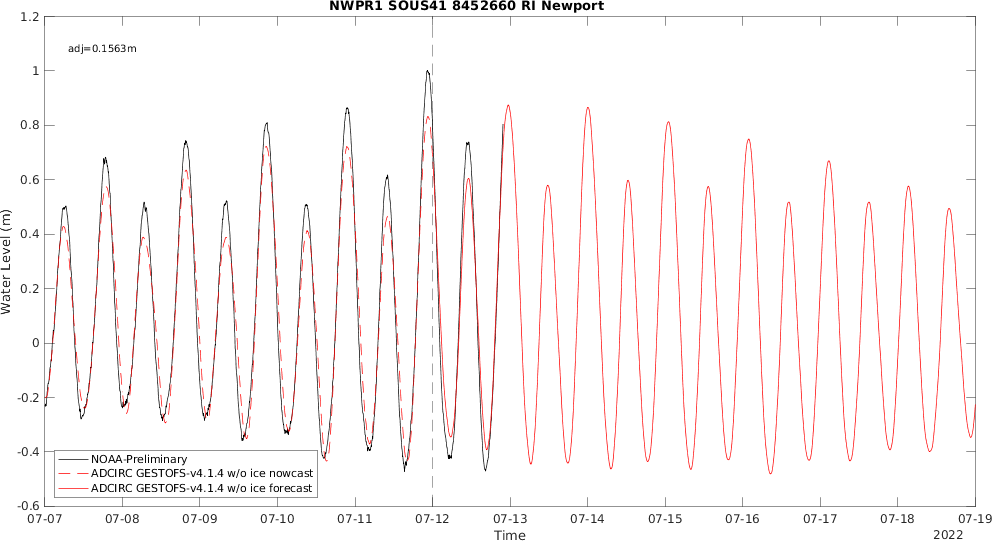 NWPR1 SOUS41 8452660 RI Newport
1.2
adj=0.1563m
1
0.8
0.6
0.4
0.2
0
-0.2
-0.4
-0.6
Water Level (m)
NOAA-Preliminary
ADCIRC GESTOFS-v4.1.4 w/o ice nowcast
ADCIRC GESTOFS-v4.1.4 w/o ice forecast
07-07 07-08 07-09 07-10 07-11 07-12 07-13 07-14 07-15 07-16 07-17 07-18 07-19
Time
2022